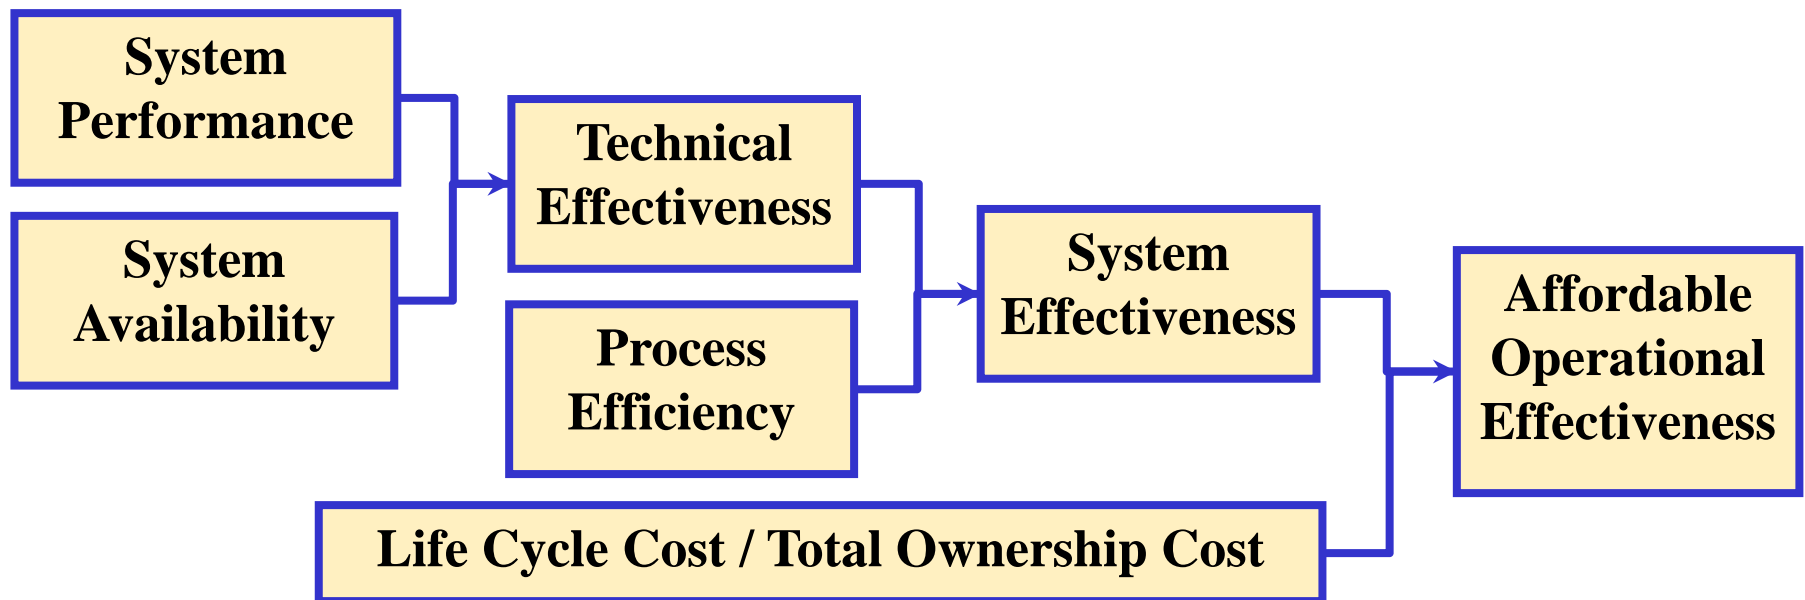 System
Performance
System
Availability
Technical
Effectiveness
Process
Efficiency
System
Effectiveness
Affordable
Operational
Effectiveness
Life Cycle Cost / Total Ownership Cost